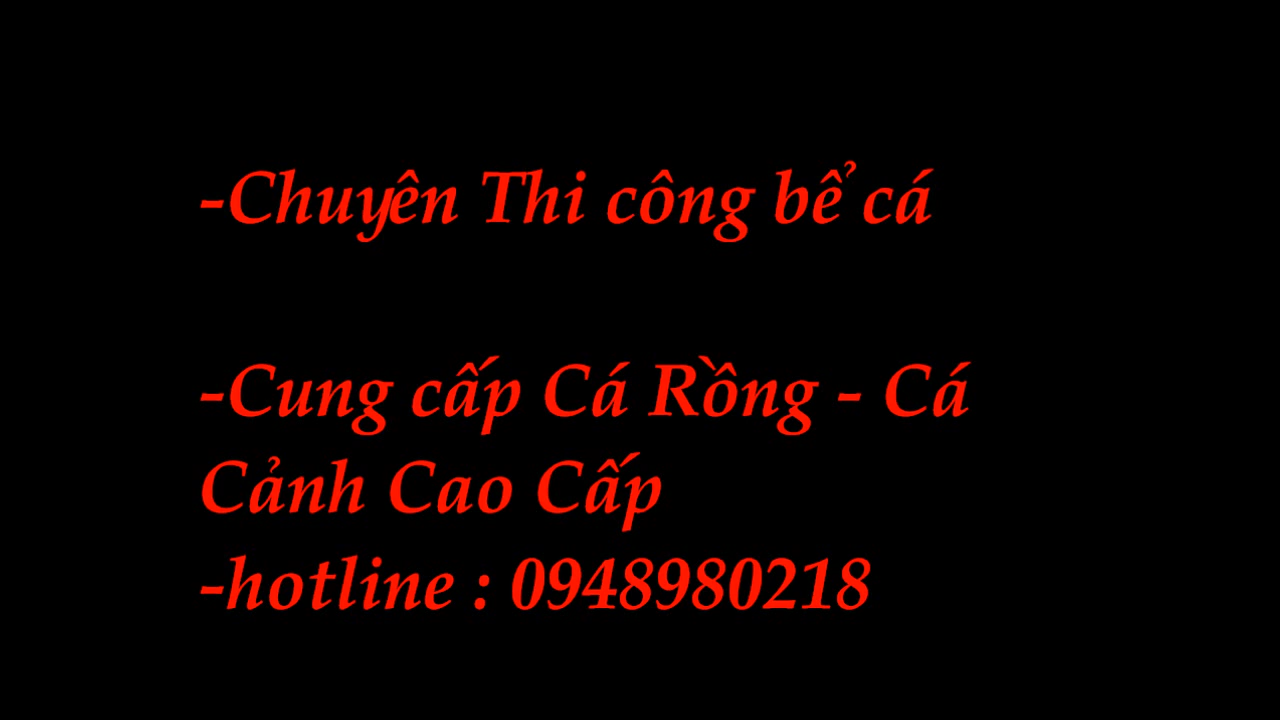 -Chuyên Thi công bể cá
-Cung cấp Cá Rồng - Cá
Cảnh Cao Cấp
-hotline : 0948980218